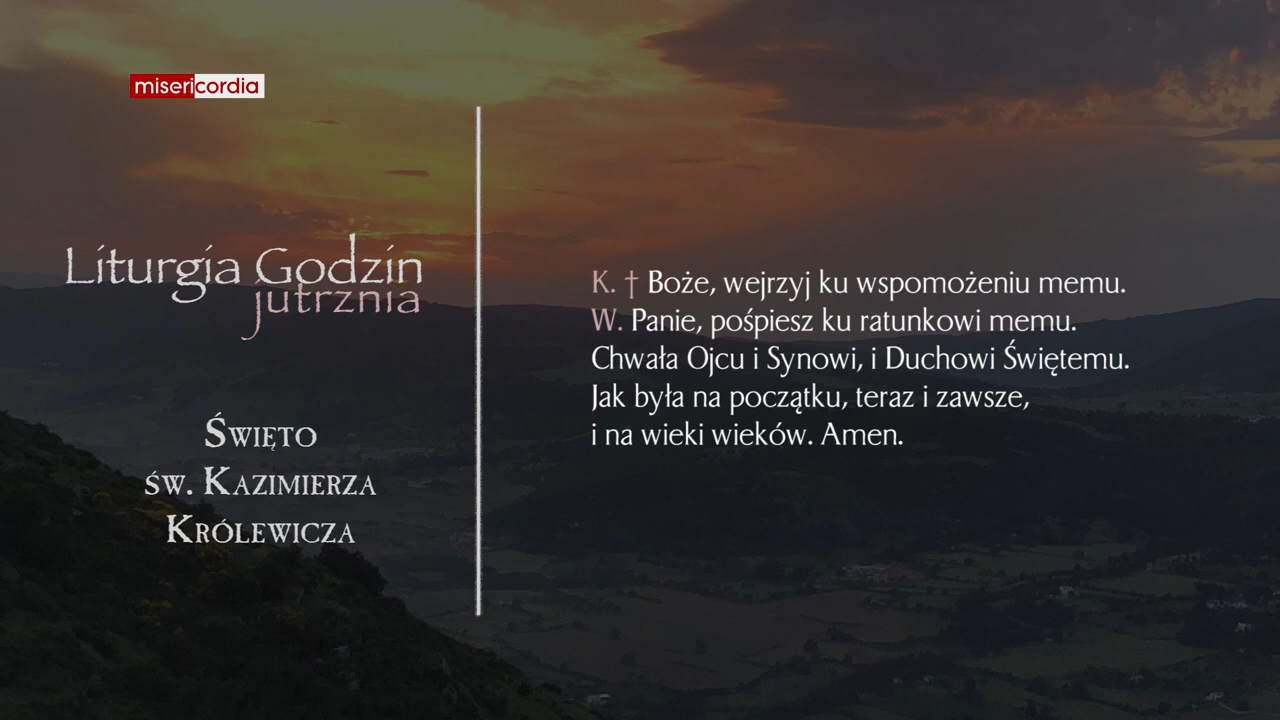 misericordia
Liturgia Godzin
jutrznia
Święto
św. Kazimierza
Królewicza
K. † Boże, wejrzyj ku wspomożeniu memu.
W. Panie, pośpiesz ku ratunkowi memu.
Chwała Ojcu i Synowi, i Duchowi Świętemu.
Jak była na początku, teraz i zawsze,
i na wieki wieków. Amen.